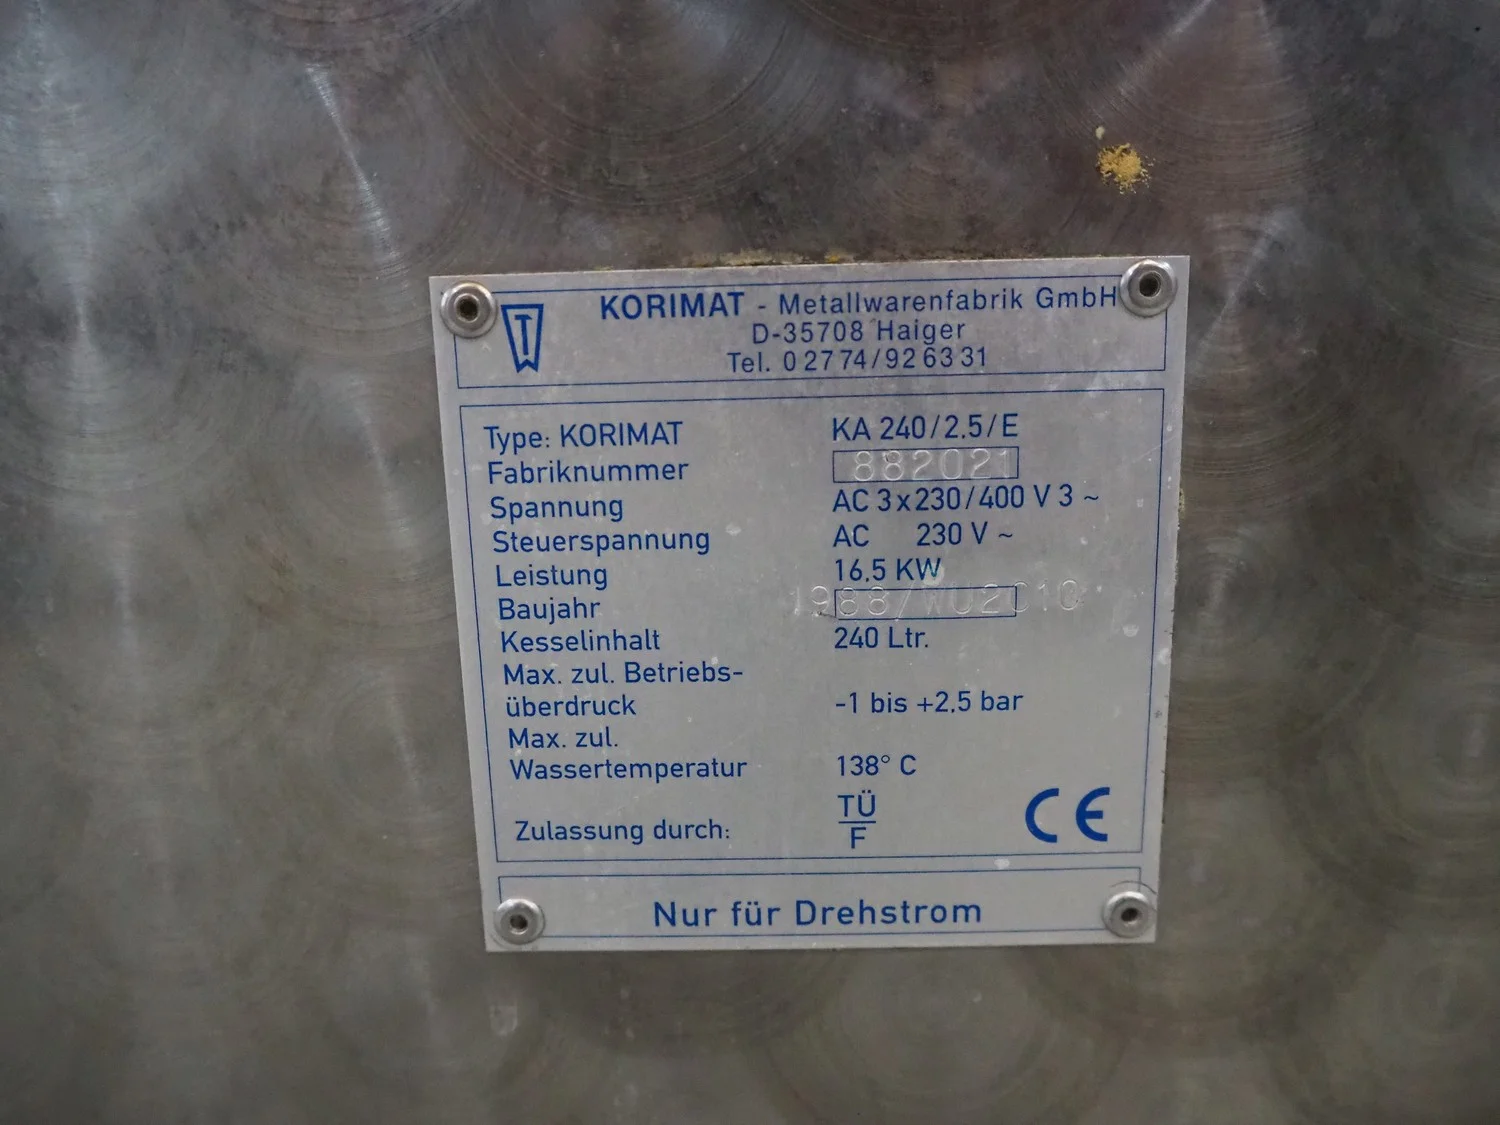 T
KORIMAT - Metallwarenfabrik GmbH
D-35708 Haiger
Tel. 02774/926331
Type: KORIMAT KA 240/2.5/E
Fabriknummer 882021
Spannung AC 3x230/400 V 3 ~
Steuerspannung AC 230 V ~
Leistung 16.5 KW
Baujahr 1988/WU2010
Kesselinhalt 240 Ltr.
Max. zul. Betriebs-
überdruck -1 bis +2,5 bar
Max. zul.
Wassertemperatur 138° C
Zulassung durch: TÜ
F
CE
Nur für Drehstrom